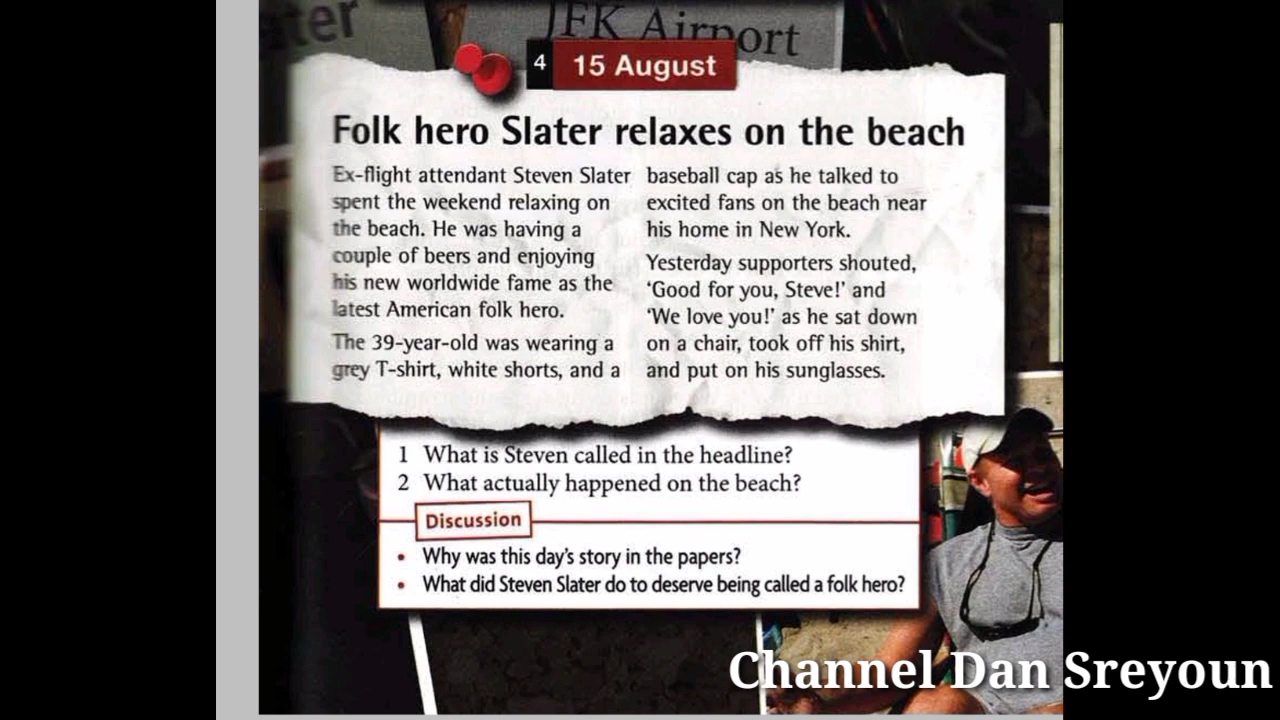 ater
JFK Airport
4 15 August
Folk hero Slater relaxes on the beach
Ex-flight attendant Steven Slater
spent the weekend relaxing on
the beach. He was having a
couple of beers and enjoying
his new worldwide fame as the
latest American folk hero.
The 39-year-old was wearing a
grey T-shirt, white shorts, and a
baseball cap as he talked to
excited fans on the beach near
his home in New York.
Yesterday supporters shouted,
‘Good for you, Steve!’ and
‘We love you!’ as he sat down
on a chair, took off his shirt,
and put on his sunglasses.
1 What is Steven called in the headline?
2 What actually happened on the beach?
Discussion
• Why was this day's story in the papers?
• What did Steven Slater do to deserve being called a folk hero?
Channel Dan Sreyoun